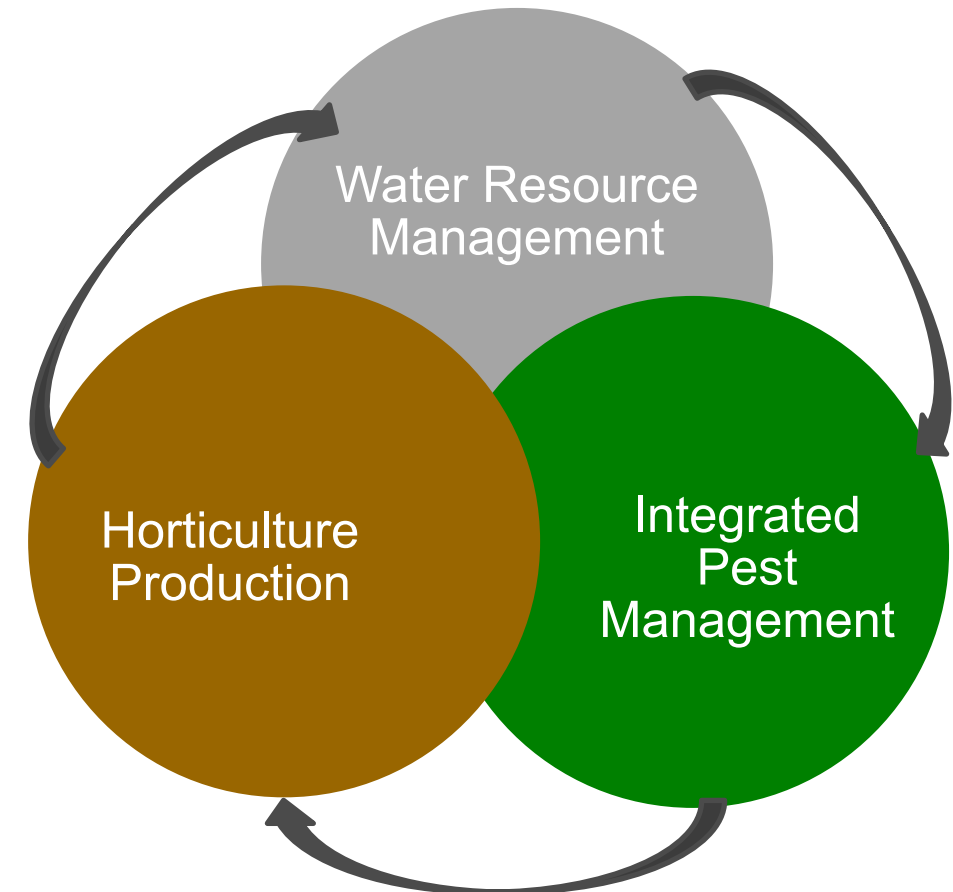 Water Resource
Management
Horticulture
Production
Integrated
Pest
Management